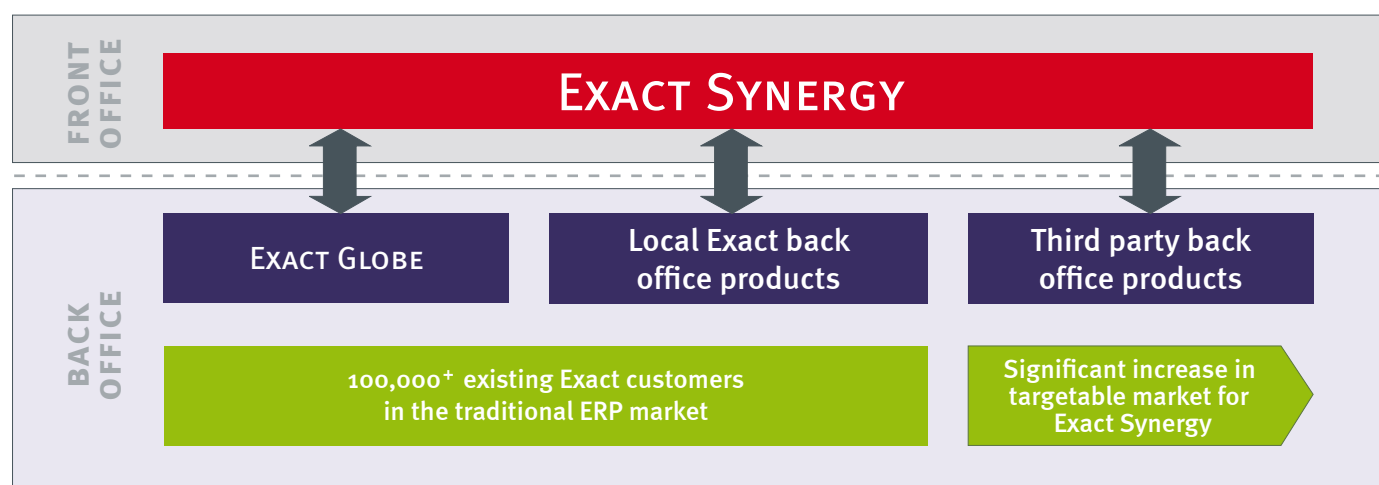 FRONT
OFFICE
EXACT SYNERGY
BACK
OFFICE
EXACT GLOBE
Local Exact back
office products
Third party back
office products
100,000+ existing Exact customers
in the traditional ERP market
Significant increase in
targetable market for
Exact Synergy